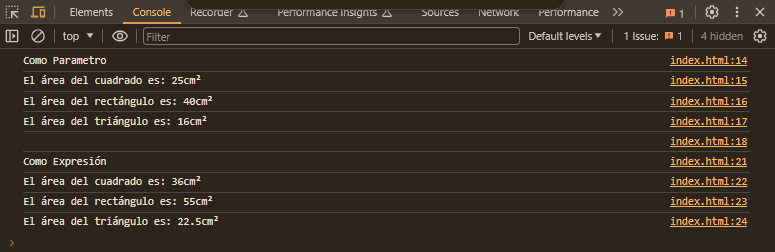 Elements Console Recorder Performance insights Sources Network Performance 1
top Filter Default levels 1 Issue: 1 4 hidden
Como Parametro index.html:14
El área del cuadrado es: 25cm² index.html:15
El área del rectángulo es: 40cm² index.html:16
El área del triángulo es: 16cm² index.html:17
index.html:18
Como Expresión index.html:21
El área del cuadrado es: 36cm² index.html:22
El área del rectángulo es: 55cm² index.html:23
El área del triángulo es: 22.5cm² index.html:24